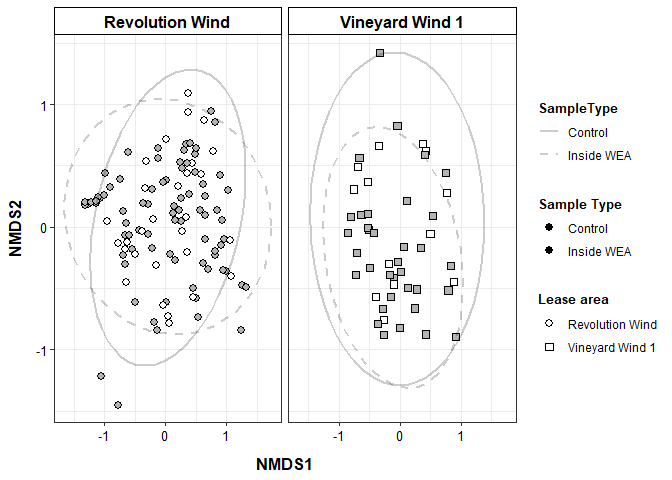 Revolution Wind
Vineyard Wind 1
NMDS2
1
0
-1
-1
0
1
-1
0
1
NMDS1
SampleType
Control
Inside WEA
Sample Type
Control
Inside WEA
Lease area
Revolution Wind
Vineyard Wind 1